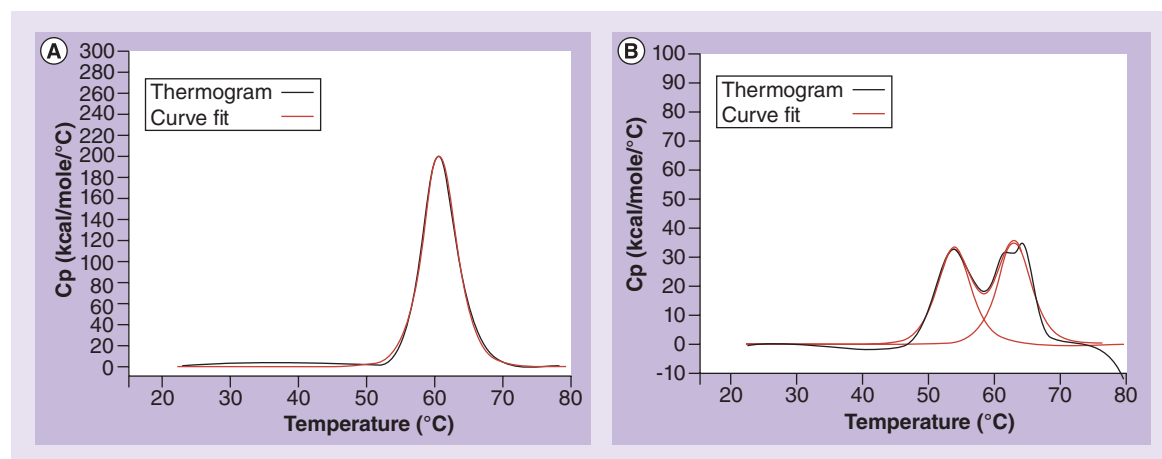 A
300
280
260
240
220
200
180
160
140
120
100
80
60
40
20
0
Cp (kcal/mole/°C)
Thermogram
Curve fit
20 30 40 50 60 70 80
Temperature (°C)
B
100
90
80
70
60
50
40
30
20
10
0
-10
Cp (kcal/mole/°C)
Thermogram
Curve fit
20 30 40 50 60 70 80
Temperature (°C)